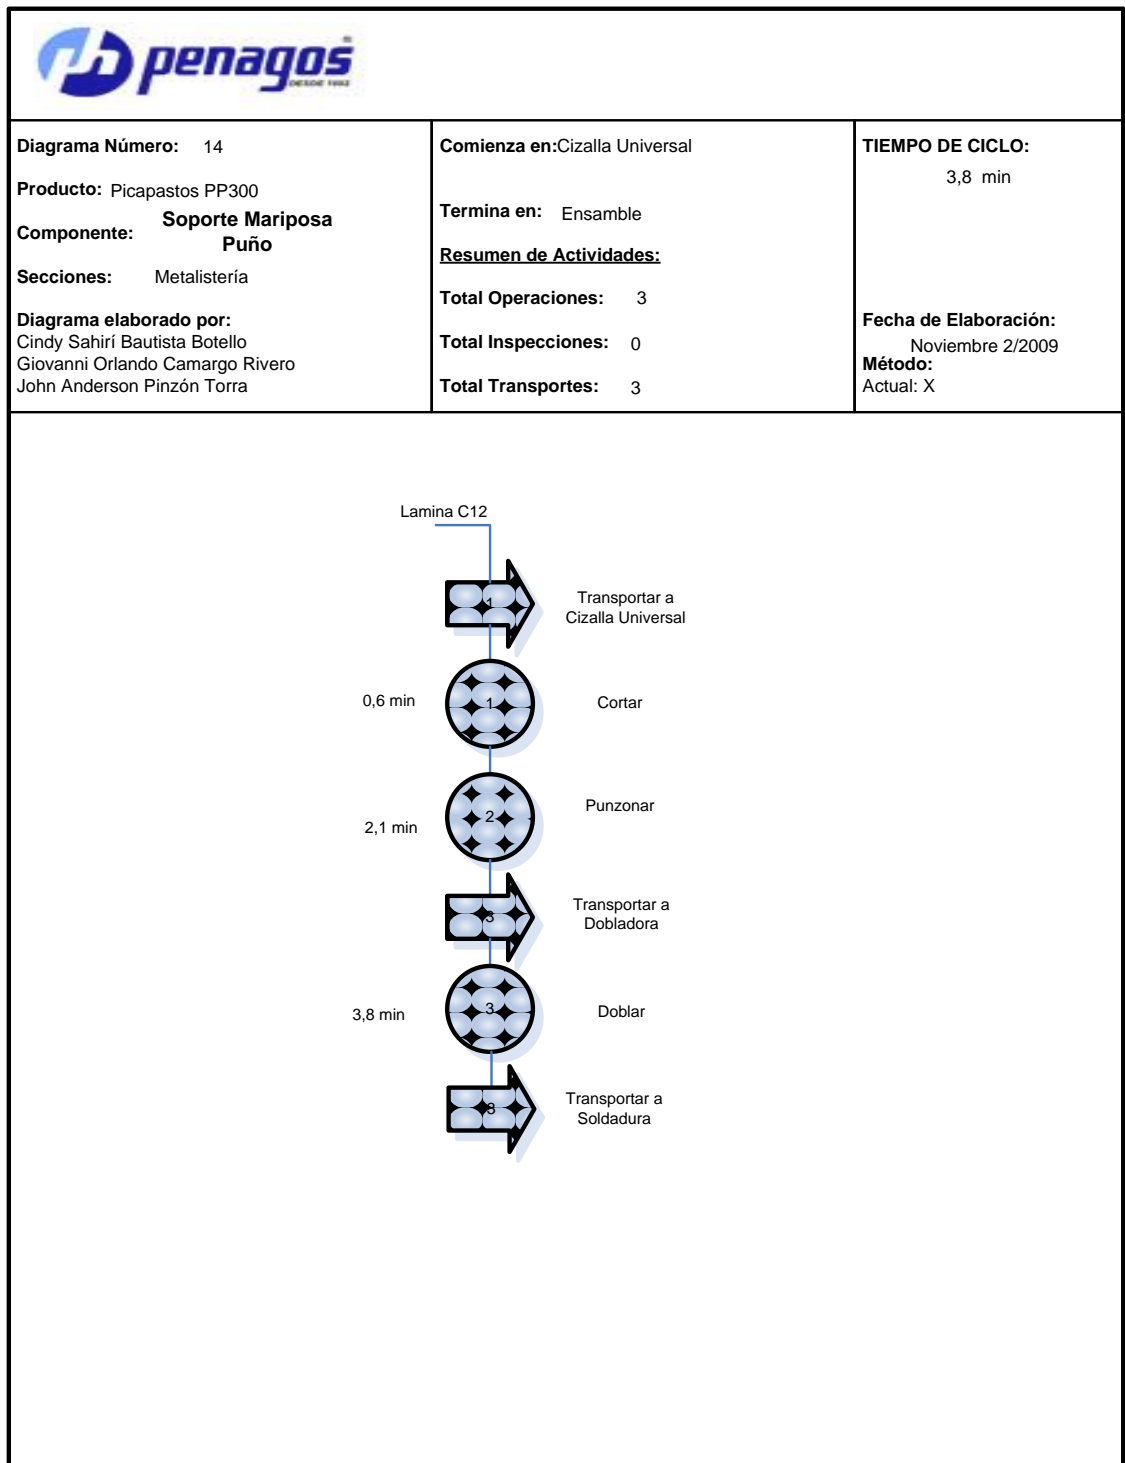 penagos
DESDE 1892
Diagrama Número: 14
Producto: Picapastos PP300
Componente: Soporte Mariposa
Puño
Secciones: Metalistería
Diagrama elaborado por:
Cindy Sahirí Bautista Botello
Giovanni Orlando Camargo Rivero
John Anderson Pinzón Torra
Comienza en:Cizalla Universal
Termina en: Ensamble
Resumen de Actividades:
Total Operaciones: 3
Total Inspecciones: 0
Total Transportes: 3
TIEMPO DE CICLO:
3,8 min
Fecha de Elaboración:
Noviembre 2/2009
Método:
Actual: X
Lamina C12
1
Transportar a
Cizalla Universal
0,6 min
1
Cortar
2,1 min
2
Punzonar
3
Transportar a
Dobladora
3,8 min
3
Doblar
3
Transportar a
Soldadura